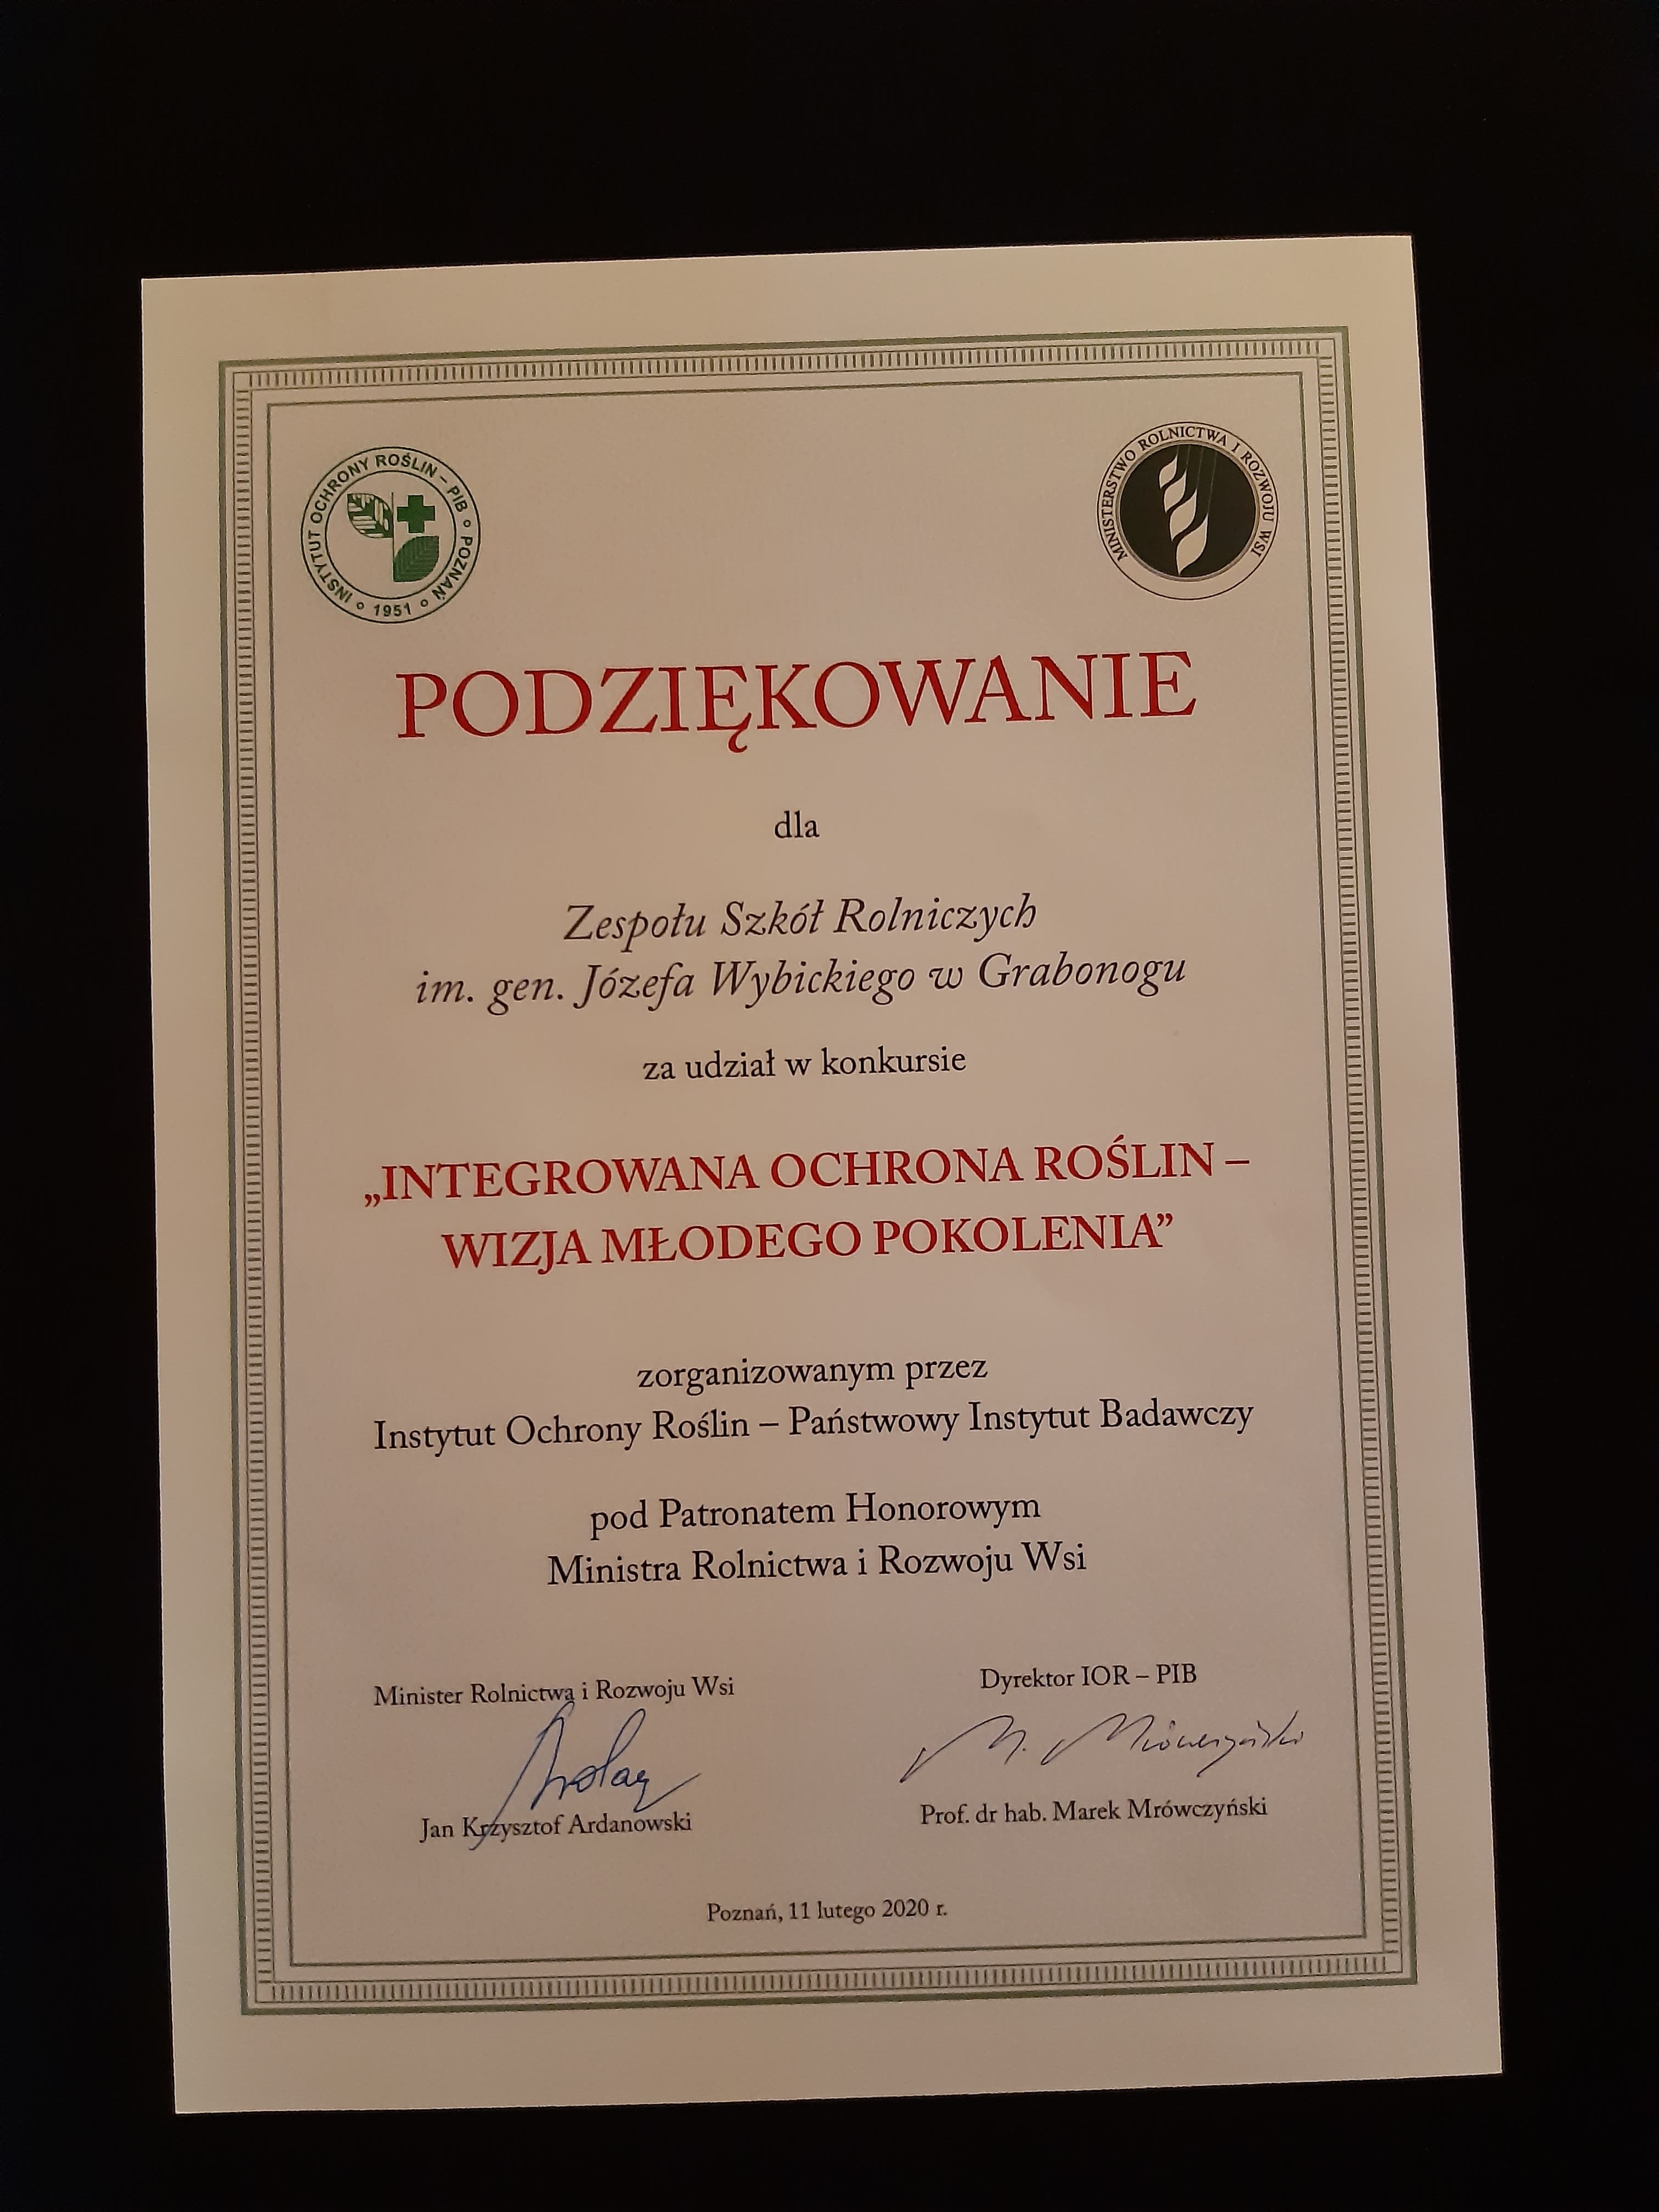 INSTYTUT OCHRONY ROŚLIN – PIB ○ POZNAŃ ○ 1951 ○
MINISTERSTWO ROLNICTWA I ROZWOJU WSI
PODZIĘKOWANIE
dla
Zespołu Szkół Rolniczych
im. gen. Józefa Wybickiego w Grabonogu
za udział w konkursie
„INTEGROWANA OCHRONA ROŚLIN –
WIZJA MŁODEGO POKOLENIA”
zorganizowanym przez
Instytut Ochrony Roślin – Państwowy Instytut Badawczy
pod Patronatem Honorowym
Ministra Rolnictwa i Rozwoju Wsi
Minister Rolnictwa i Rozwoju Wsi
Jan Krzysztof Ardanowski
Dyrektor IOR – PIB
M. Mrówczyński
Prof. dr hab. Marek Mrówczyński
Poznań, 11 lutego 2020 r.